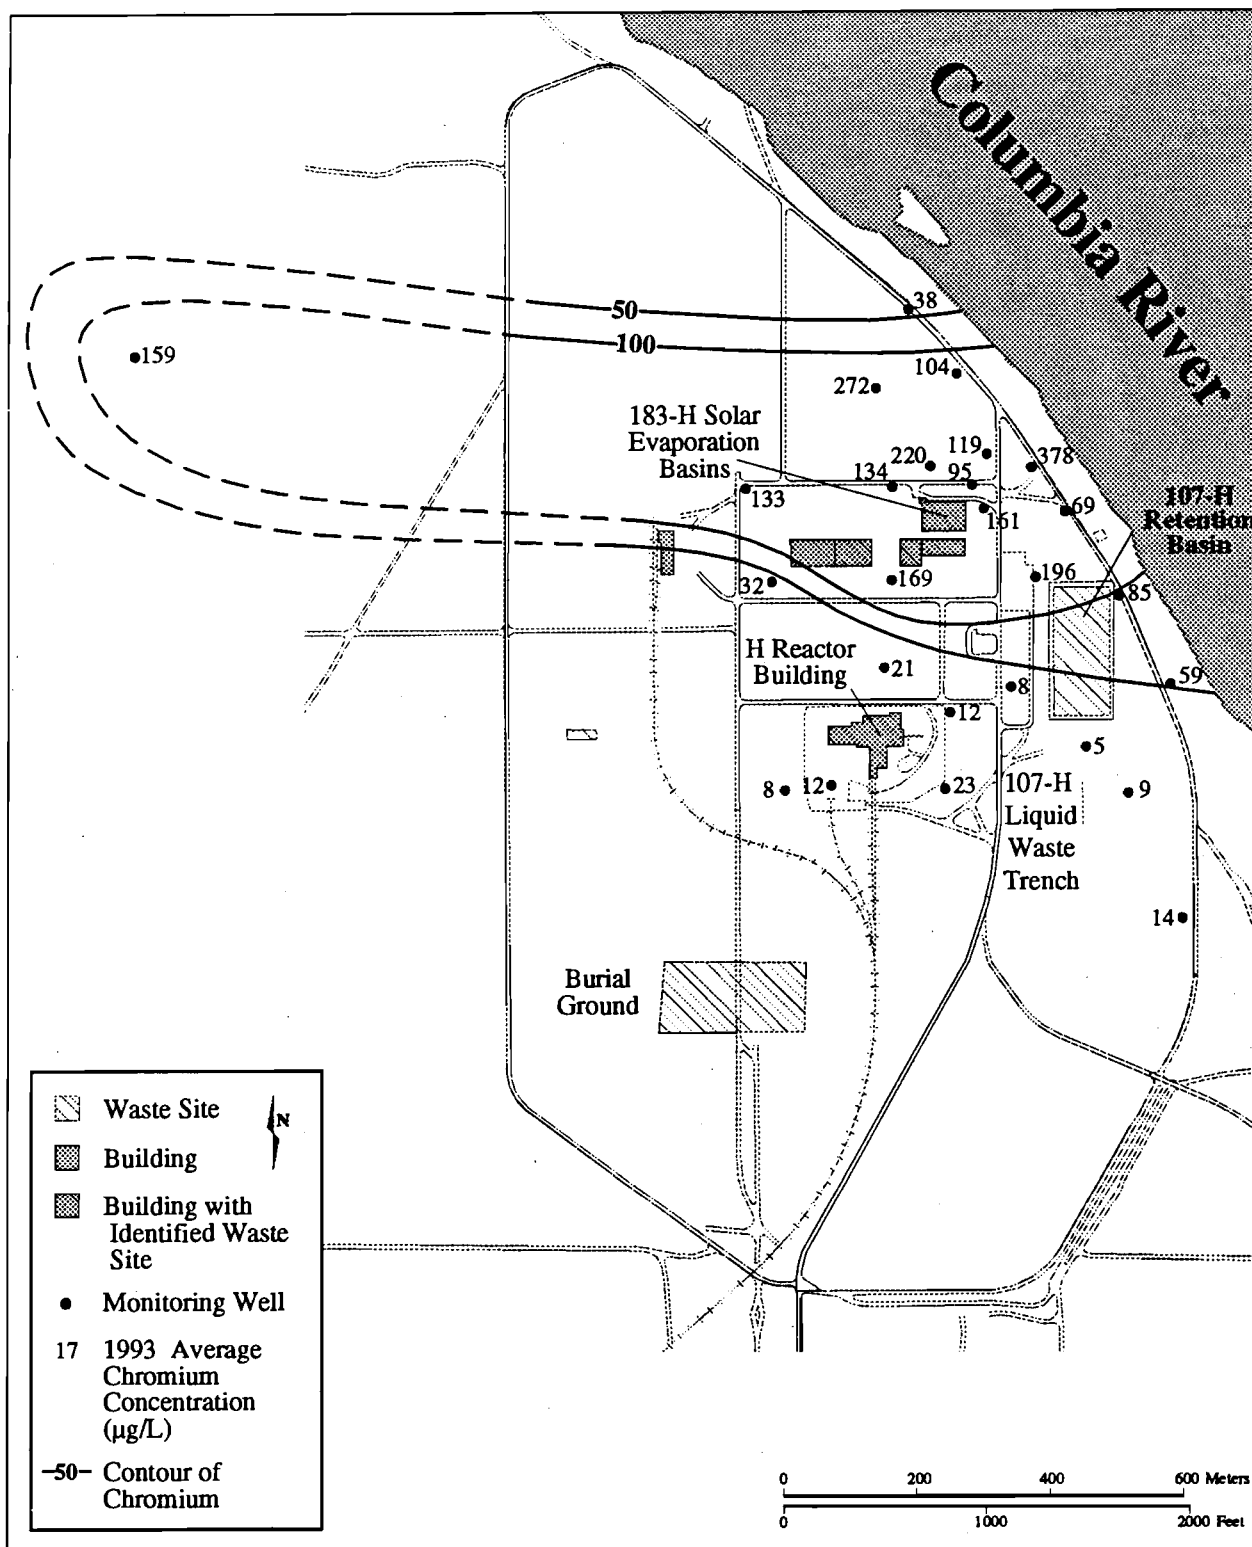 Columbia River
38
50
100
159
104
272
183-H Solar
Evaporation
Basins
119
220
378
134
95
133
161
69
107-H
Retention
Basin
196
169
32
85
H Reactor
Building
21
59
8
12
5
8
12
23
9
107-H
Liquid
Waste
Trench
14
Burial
Ground
Waste Site
N
Building
Building with
Identified Waste
Site
Monitoring Well
17 1993 Average
Chromium
Concentration
(µg/L)
-50- Contour of
Chromium
0 200 400 600 Meters
0 1000 2000 Feet